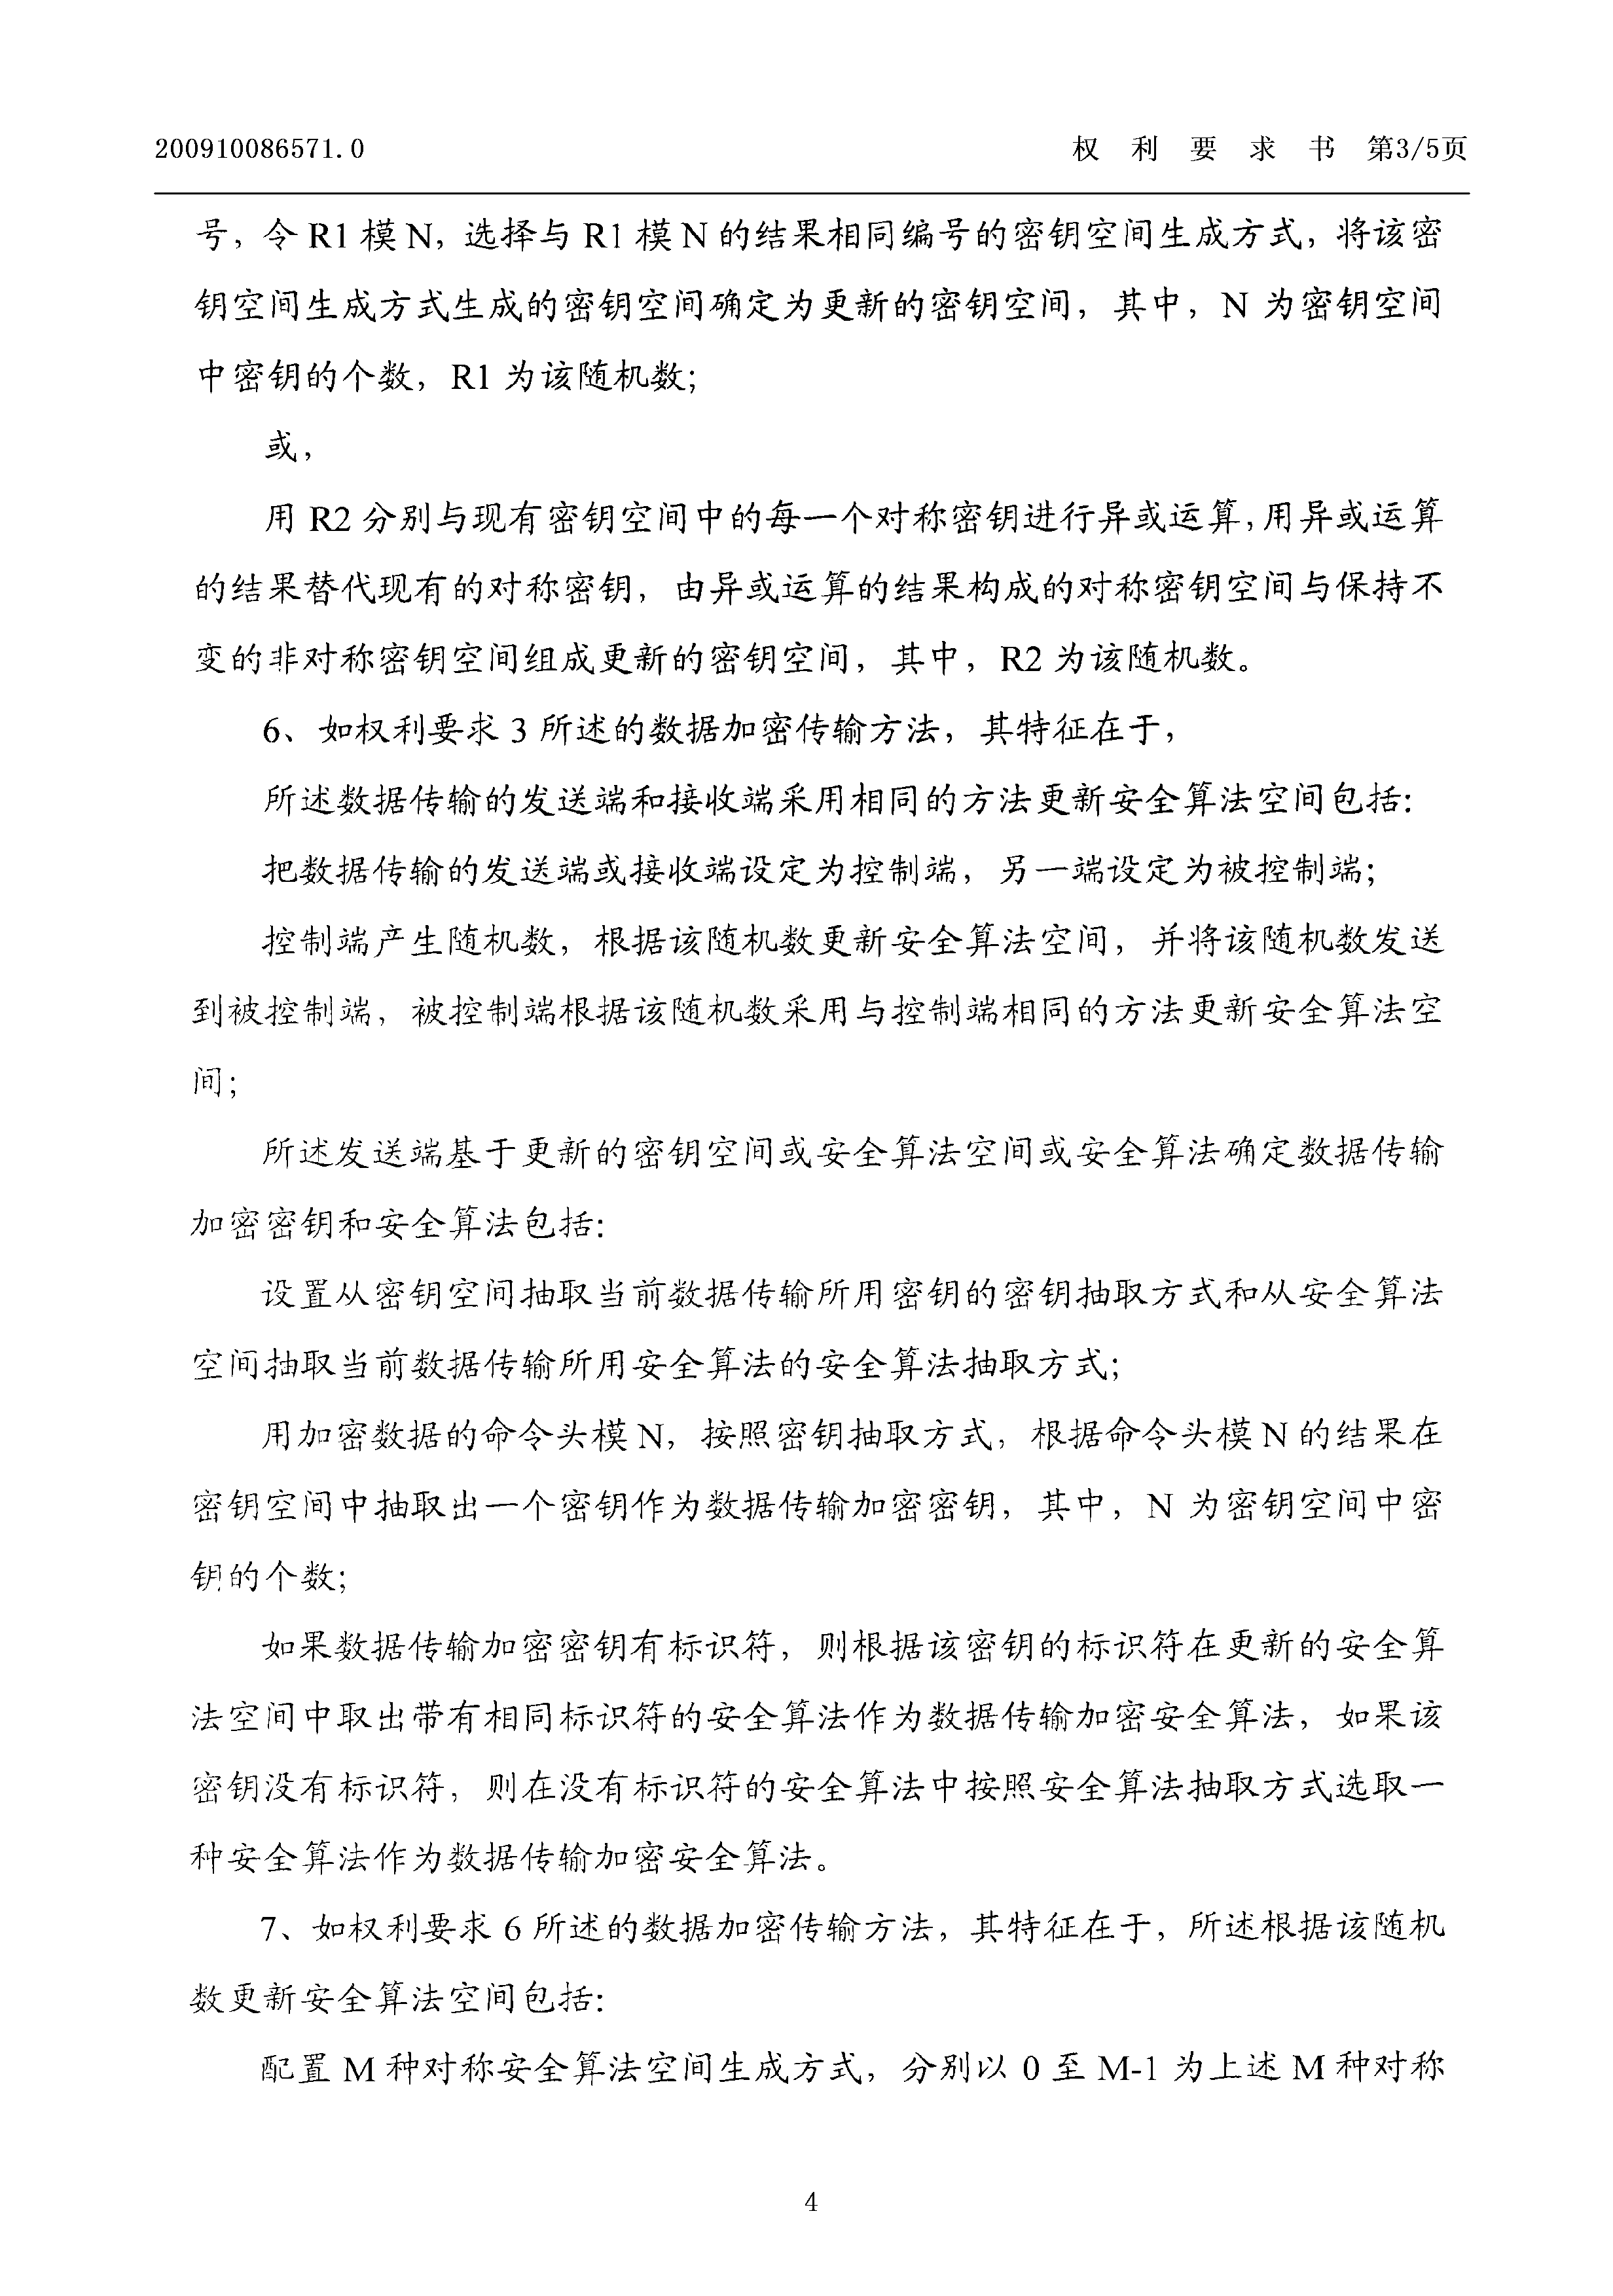 200910086571.0 权利要求书 第3/5页
号，令 R1 模 N，选择与 R1 模 N 的结果相同编号的密钥空间生成方式，将该密
钥空间生成方式生成的密钥空间确定为更新的密钥空间，其中，N 为密钥空间
中密钥的个数，R1 为该随机数；
或，
用 R2 分别与现有密钥空间中的每一个对称密钥进行异或运算，用异或运算
的结果替代现有的对称密钥，由异或运算的结果构成的对称密钥空间与保持不
变的非对称密钥空间组成更新的密钥空间，其中，R2 为该随机数。
6、如权利要求 3 所述的数据加密传输方法，其特征在于，
所述数据传输的发送端和接收端采用相同的方法更新安全算法空间包括：
把数据传输的发送端或接收端设定为控制端，另一端设定为被控制端；
控制端产生随机数，根据该随机数更新安全算法空间，并将该随机数发送
到被控制端，被控制端根据该随机数采用与控制端相同的方法更新安全算法空
间；
所述发送端基于更新的密钥空间或安全算法空间或安全算法确定数据传输
加密密钥和安全算法包括：
设置从密钥空间抽取当前数据传输所用密钥的密钥抽取方式和从安全算法
空间抽取当前数据传输所用安全算法的安全算法抽取方式；
用加密数据的命令头模 N，按照密钥抽取方式，根据命令头模 N 的结果在
密钥空间中抽取出一个密钥作为数据传输加密密钥，其中，N 为密钥空间中密
钥的个数；
如果数据传输加密密钥有标识符，则根据该密钥的标识符在更新的安全算
法空间中取出带有相同标识符的安全算法作为数据传输加密安全算法，如果该
密钥没有标识符，则在没有标识符的安全算法中按照安全算法抽取方式选取一
种安全算法作为数据传输加密安全算法。
7、如权利要求 6 所述的数据加密传输方法，其特征在于，所述根据该随机
数更新安全算法空间包括：
配置 M 种对称安全算法空间生成方式，分别以 0 至 M-1 为上述 M 种对称
4